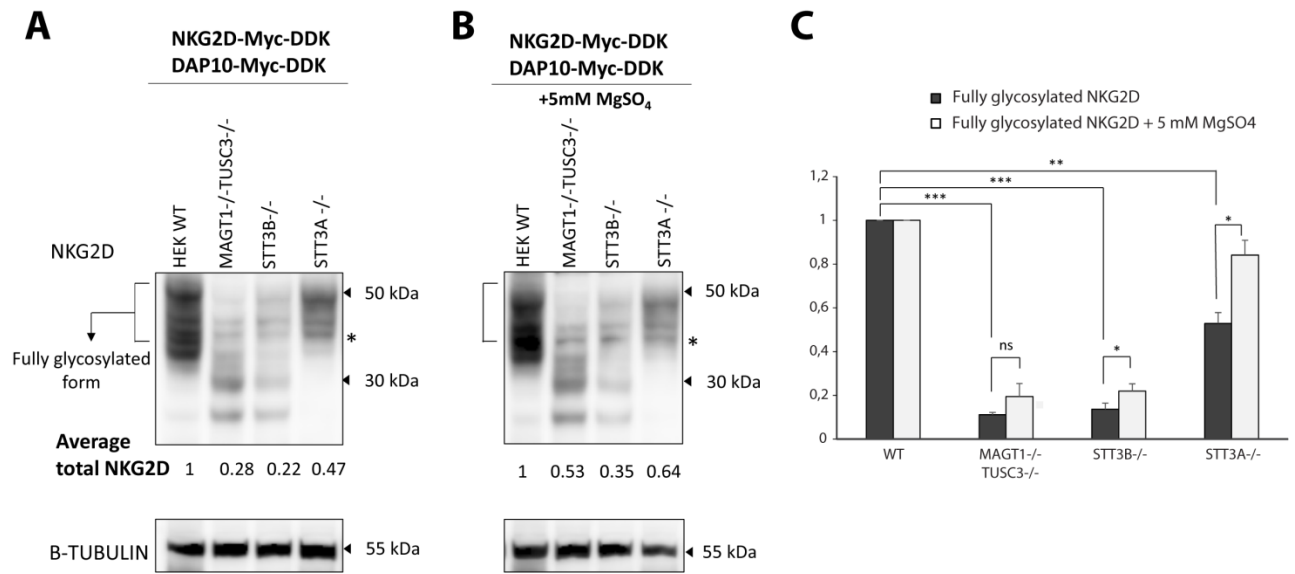 A
NKG2D-Myc-DDK
DAP10-Myc-DDK
HEK WT
MAGT1-/-TUSC3-/-
STT3B-/-
STT3A -/-
NKG2D
50 kDa
*
Fully glycosylated
form
30 kDa
Average
total NKG2D 1 0.28 0.22 0.47
B-TUBULIN
55 kDa
B
NKG2D-Myc-DDK
DAP10-Myc-DDK
+5mM MgSO₄
HEK WT
MAGT1-/-TUSC3-/-
STT3B-/-
STT3A-/-
50 kDa
*
30 kDa
1 0.53 0.35 0.64
55 kDa
C
Fully glycosylated NKG2D
Fully glycosylated NKG2D + 5 mM MgSO4
**
***
***
*
ns
*
1,2
1
0,8
0,6
0,4
0,2
0
WT
MAGT1-/-
TUSC3-/-
STT3B-/-
STT3A-/-